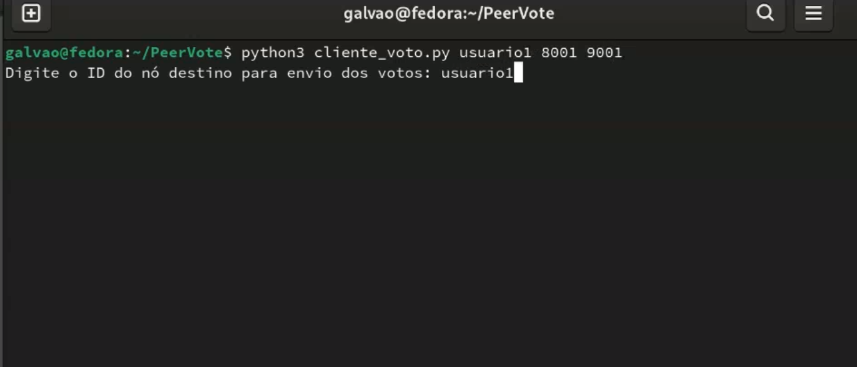 galvao@fedora:~/PeerVote
galvao@fedora:~/PeerVote$ python3 cliente_voto.py usuario1 8001 9001
Digite o ID do nó destino para envio dos votos: usuario1